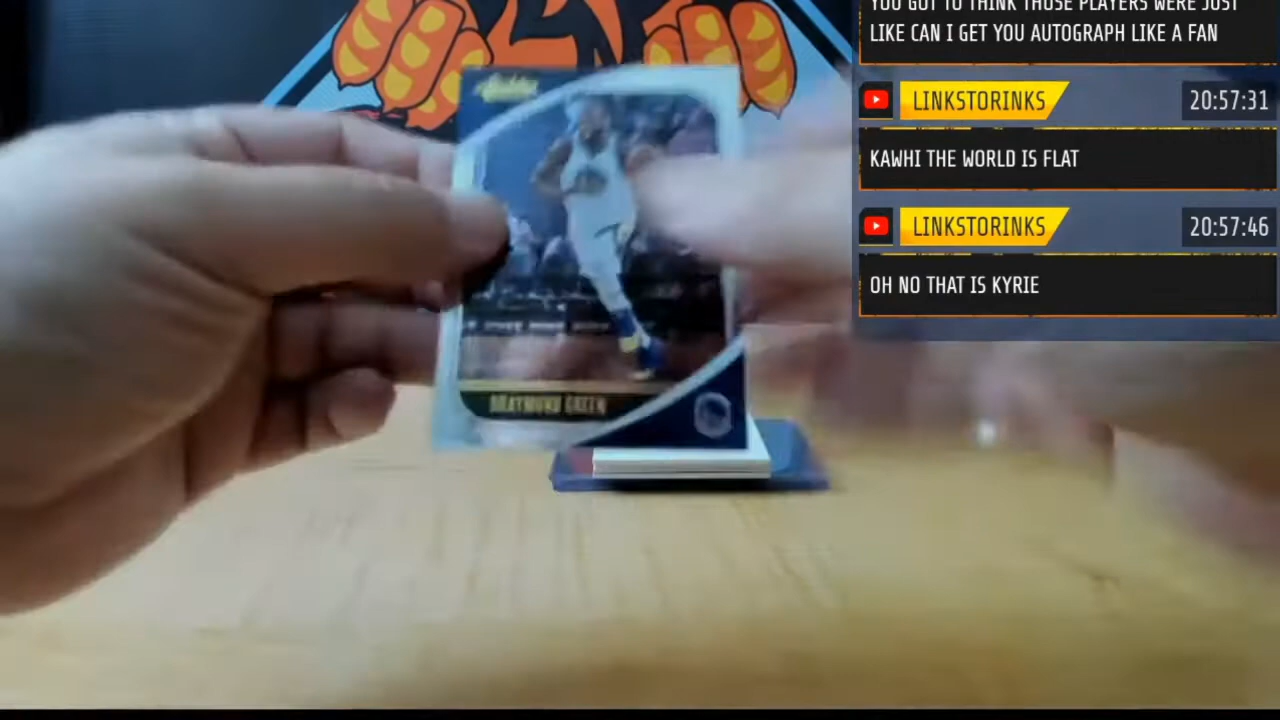 YOU GOT TO THINK THOSE PLAYERS WERE JUST
LIKE CAN I GET YOU AUTOGRAPH LIKE A FAN
LINKSTORINKS
20:57:31
KAWHI THE WORLD IS FLAT
LINKSTORINKS
20:57:46
OH NO THAT IS KYRIE
DRAYMOND GREEN